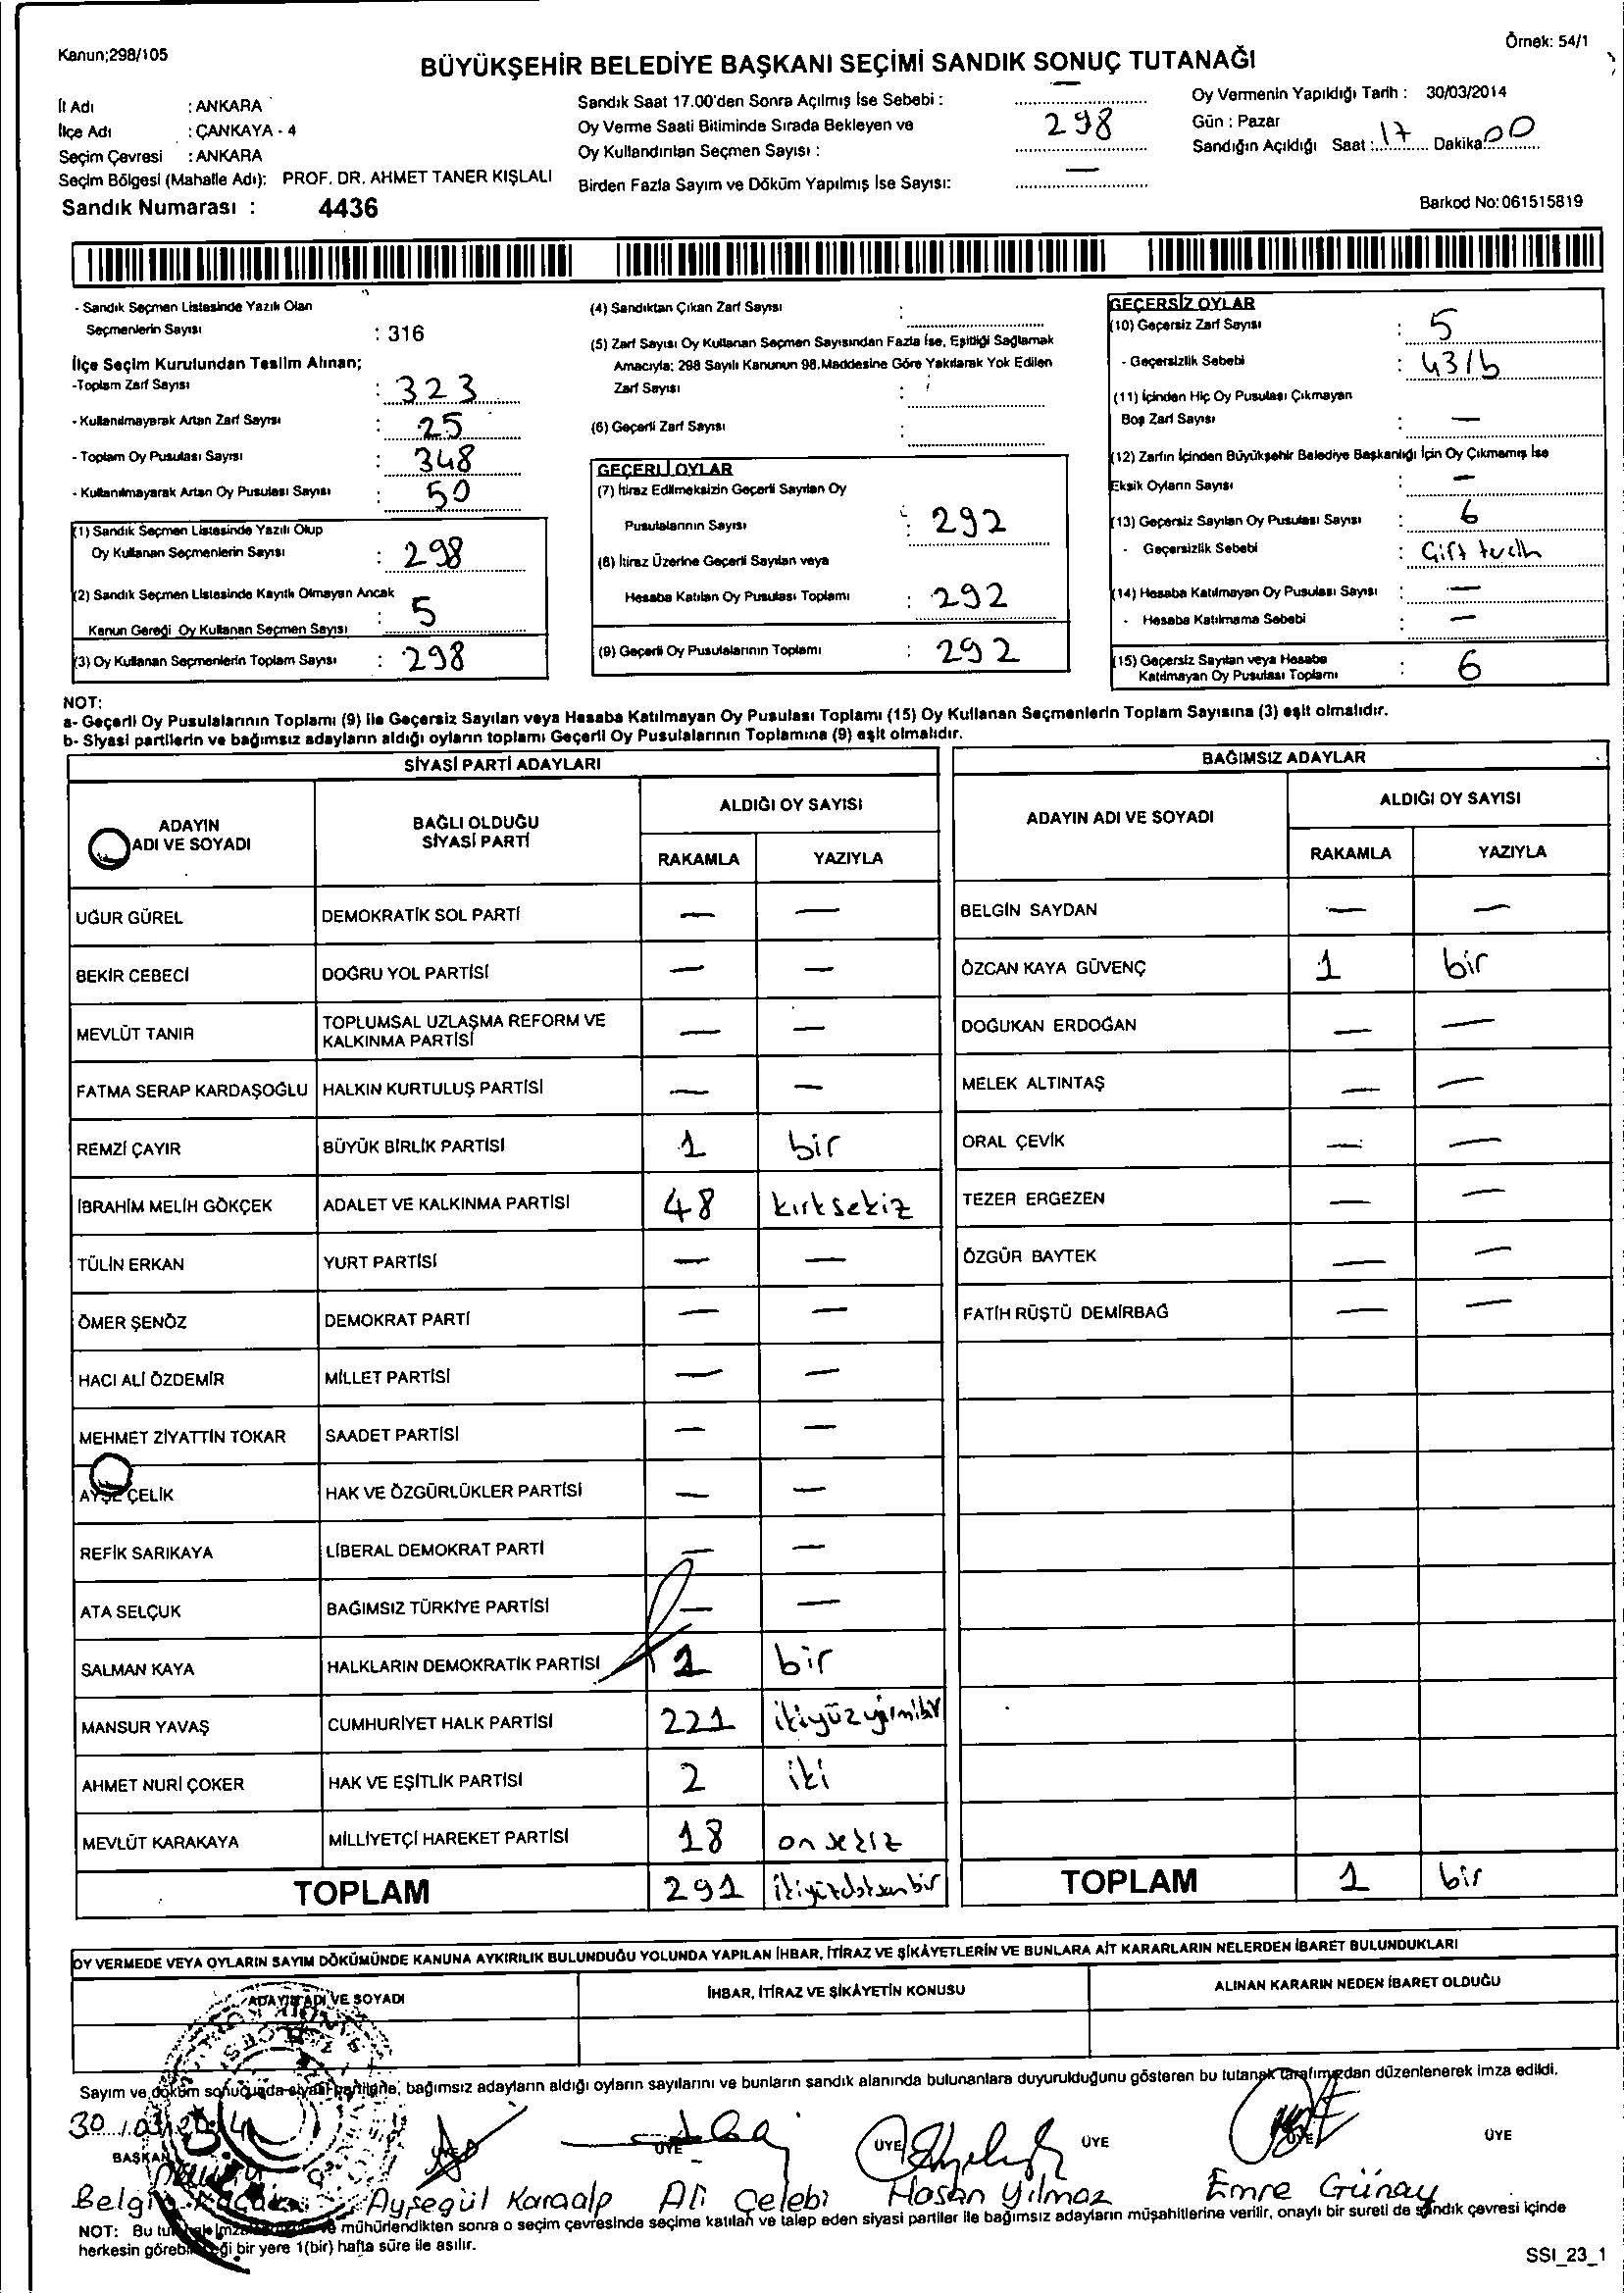 Kanun;298/105
Örnek: 54/1
BÜYÜKŞEHİR BELEDİYE BAŞKANI SEÇİMİ SANDIK SONUÇ TUTANAĞI
İl Adı : ANKARA
İlçe Adı : ÇANKAYA - 4
Seçim Çevresi : ANKARA
Seçim Bölgesi (Mahalle Adı): PROF. DR. AHMET TANER KIŞLALI
Sandık Numarası : 4436
Sandık Saat 17.00'den Sonra Açılmış İse Sebebi : —
Oy Verme Saati Bitiminde Sırada Bekleyen ve
Oy Kullandırılan Seçmen Sayısı : 298
Birden Fazla Sayım ve Döküm Yapılmış İse Sayısı: —
Oy Vermenin Yapıldığı Tarih : 30/03/2014
Gün : Pazar
Sandığın Açıldığı Saat : 17 Dakika 00
Barkod No: 061515819
- Sandık Seçmen Listesinde Yazılı Olan
Seçmenlerin Sayısı : 316
İlçe Seçim Kurulundan Teslim Alınan;
-Toplam Zarf Sayısı : 323
- Kullanılmayarak Artan Zarf Sayısı : 25
- Toplam Oy Pusulası Sayısı : 348
- Kullanılmayarak Artan Oy Pusulası Sayısı : 50
(1) Sandık Seçmen Listesinde Yazılı Olup
Oy Kullanan Seçmenlerin Sayısı : 298
(2) Sandık Seçmen Listesinde Kayıtlı Olmayan Ancak
Kanun Gereği Oy Kullanan Seçmen Sayısı : 5
(3) Oy Kullanan Seçmenlerin Toplam Sayısı : 298
(4) Sandıktan Çıkan Zarf Sayısı :
(5) Zarf Sayısı Oy Kullanan Seçmen Sayısından Fazla İse, Eşitliği Sağlamak
Amacıyla; 298 Sayılı Kanunun 98.Maddesine Göre Yakılarak Yok Edilen
Zarf Sayısı :
(6) Geçerli Zarf Sayısı :
GEÇERLİ OYLAR
(7) İtiraz Edilmeksizin Geçerli Sayılan Oy
Pusulalarının Sayısı : 292
(8) İtiraz Üzerine Geçerli Sayılan veya
Hesaba Katılan Oy Pusulası Toplamı : 292
(9) Geçerli Oy Pusulalarının Toplamı : 292
GEÇERSİZ OYLAR
(10) Geçersiz Zarf Sayısı : 5
- Geçersizlik Sebebi : 43/b
(11) İçinden Hiç Oy Pusulası Çıkmayan
Boş Zarf Sayısı : —
(12) Zarfın İçinden Büyükşehir Belediye Başkanlığı İçin Oy Çıkmamış İse
Eksik Oyların Sayısı : —
(13) Geçersiz Sayılan Oy Pusulası Sayısı : 6
- Geçersizlik Sebebi : Çift
(14) Hesaba Katılmayan Oy Pusulası Sayısı : —
- Hesaba Katılmama Sebebi : —
(15) Geçersiz Sayılan veya Hesaba
Katılmayan Oy Pusulası Toplamı : 6
NOT:
a- Geçerli Oy Pusulalarının Toplamı (9) ile Geçersiz Sayılan veya Hesaba Katılmayan Oy Pusulası Toplamı (15) Oy Kullanan Seçmenlerin Toplam Sayısına (3) eşit olmalıdır.
b- Siyasi partilerin ve bağımsız adayların aldığı oyların toplamı Geçerli Oy Pusulalarının Toplamına (9) eşit olmalıdır.
SİYASİ PARTİ ADAYLARI
ADAYIN ADI VE SOYADI BAĞLI OLDUĞU SİYASİ PARTİ ALDIĞI OY SAYISI
RAKAMLA YAZIYLA
UĞUR GÜREL DEMOKRATİK SOL PARTİ — —
BEKİR CEBECİ DOĞRU YOL PARTİSİ — —
MEVLÜT TANIR TOPLUMSAL UZLAŞMA REFORM VE KALKINMA PARTİSİ — —
FATMA SERAP KARDAŞOĞLU HALKIN KURTULUŞ PARTİSİ — —
REMZİ ÇAYIR BÜYÜK BİRLİK PARTİSİ 1 bir
İBRAHİM MELİH GÖKÇEK ADALET VE KALKINMA PARTİSİ 48 kırksekiz
TÜLİN ERKAN YURT PARTİSİ — —
ÖMER ŞENÖZ DEMOKRAT PARTİ — —
HACI ALİ ÖZDEMİR MİLLET PARTİSİ — —
MEHMET ZİYATTİN TOKAR SAADET PARTİSİ — —
AYŞE ÇELİK HAK VE ÖZGÜRLÜKLER PARTİSİ — —
REFİK SARIKAYA LİBERAL DEMOKRAT PARTİ — —
ATA SELÇUK BAĞIMSIZ TÜRKİYE PARTİSİ — —
SALMAN KAYA HALKLARIN DEMOKRATİK PARTİSİ 1 bir
MANSUR YAVAŞ CUMHURİYET HALK PARTİSİ 221 ikiyüzyirmibir
AHMET NURİ ÇOKER HAK VE EŞİTLİK PARTİSİ 2 iki
MEVLÜT KARAKAYA MİLLİYETÇİ HAREKET PARTİSİ 18 onsekiz
TOPLAM 291
BAĞIMSIZ ADAYLAR
ADAYIN ADI VE SOYADI ALDIĞI OY SAYISI
RAKAMLA YAZIYLA
BELGİN SAYDAN — —
ÖZCAN KAYA GÜVENÇ 1 bir
DOĞUKAN ERDOĞAN — —
MELEK ALTINTAŞ — —
ORAL ÇEVİK — —
TEZER ERGEZEN — —
ÖZGÜR BAYTEK — —
FATİH RÜŞTÜ DEMİRBAĞ — —
TOPLAM 1 bir
OY VERMEDE VEYA OYLARIN SAYIM DÖKÜMÜNDE KANUNA AYKIRILIK BULUNDUĞU YOLUNDA YAPILAN İHBAR, İTİRAZ VE ŞİKÂYETLERİN VE BUNLARA AİT KARARLARIN NELERDEN İBARET BULUNDUKLARI
ADAYIN ADI VE SOYADI İHBAR, İTİRAZ VE ŞİKÂYETİN KONUSU ALINAN KARARIN NEDEN İBARET OLDUĞU
Sayım ve döküm sonucunda siyasi partilerle, bağımsız adayların aldığı oyların sayılarını ve bunların sandık alanında bulunanlara duyurulduğunu gösteren bu tutanak tarafımızdan düzenlenerek imza edildi.
30/03/2014
BAŞKAN ÜYE ÜYE ÜYE ÜYE ÜYE ÜYE
Belgin Ayşegül Karaalp Ali Çelebi Hasan Yılmaz Emre Günay
NOT: Bu mühürlendikten sonra o seçim çevresinde seçime katılan ve talep eden siyasi partiler ile bağımsız adayların müşahitlerine verilir, onaylı bir sureti de sandık çevresi içinde
herkesin görebileceği bir yere 1(bir) hafta süre ile asılır.
SSI_23_1